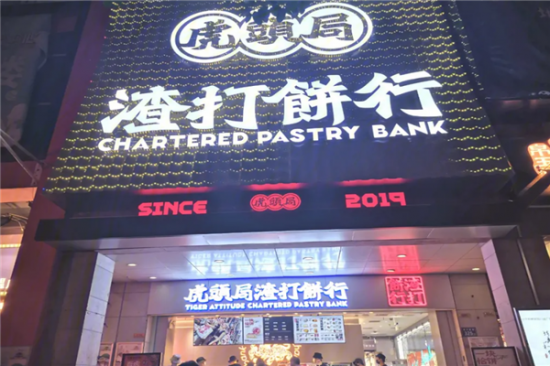 虎頭局
渣打餅行
CHARTERED PASTRY BANK
SINCE 虎頭局 2019
虎頭局渣打餅行
TIGER ATTITUDE CHARTERED PASTRY BANK